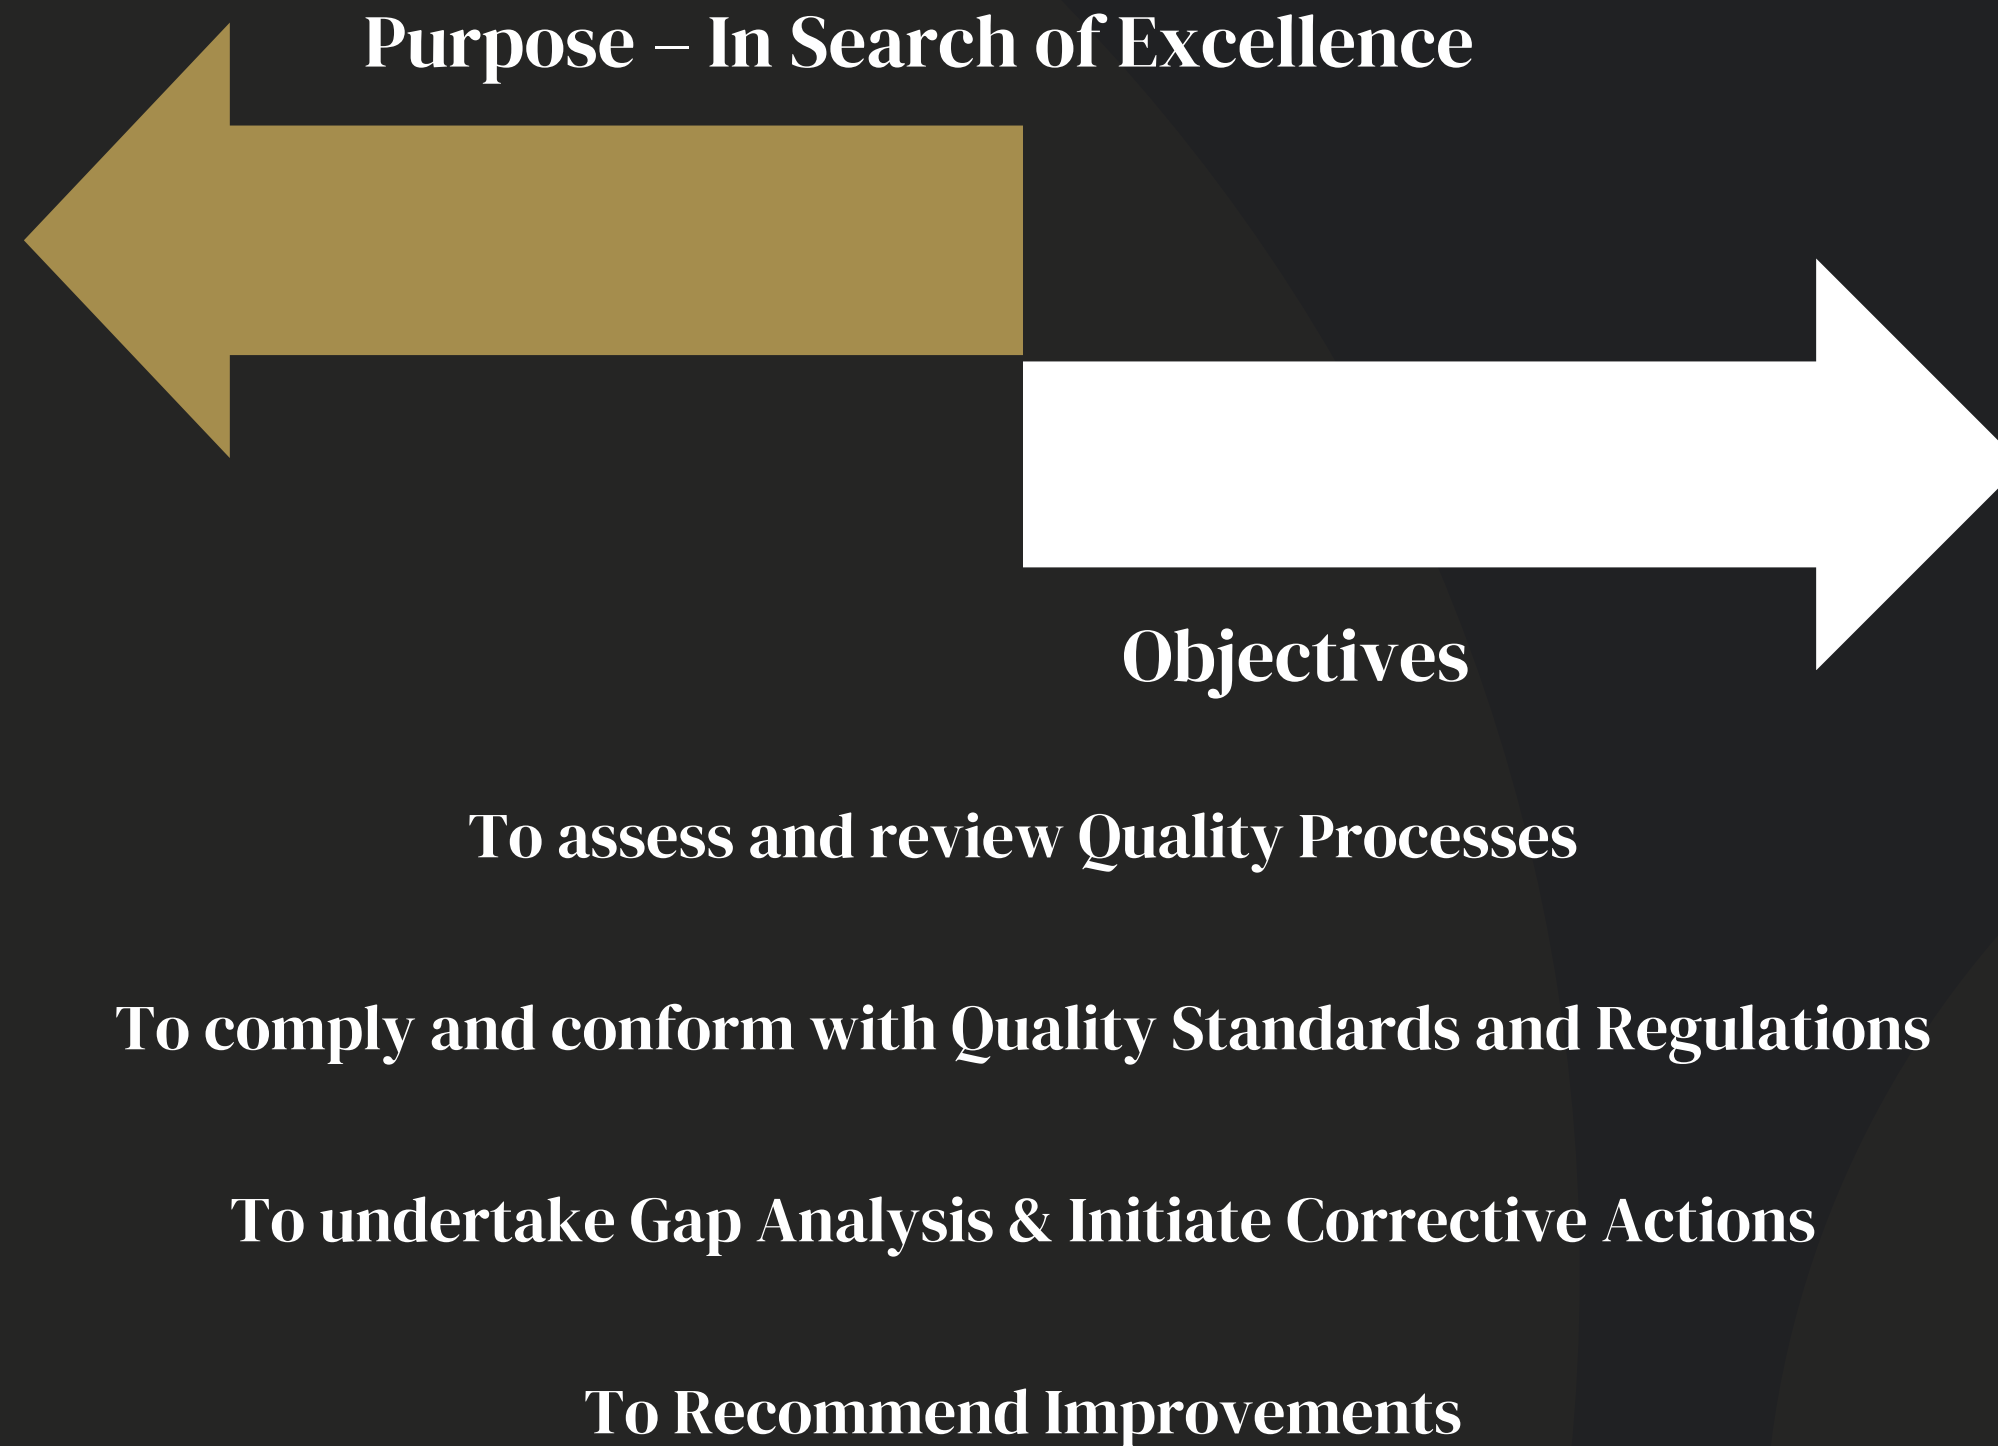 Purpose – In Search of Excellence
Objectives
To assess and review Quality Processes
To comply and conform with Quality Standards and Regulations
To undertake Gap Analysis & Initiate Corrective Actions
To Recommend Improvements